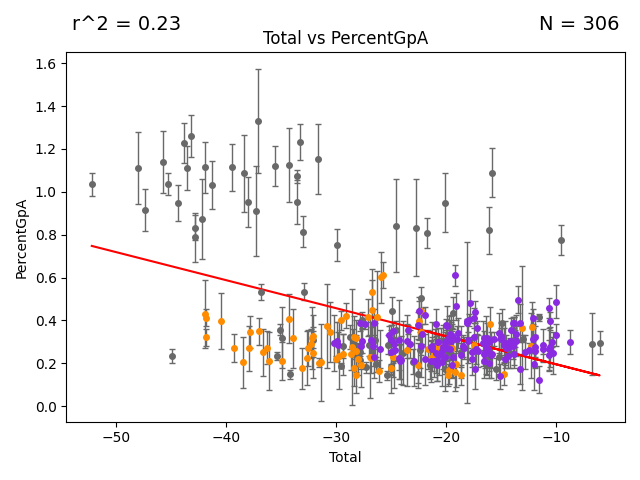 r^2 = 0.23
N = 306
Total vs PercentGpA
1.6
1.4
1.2
1.0
0.8
0.6
0.4
0.2
0.0
PercentGpA
−50
−40
−30
−20
−10
Total